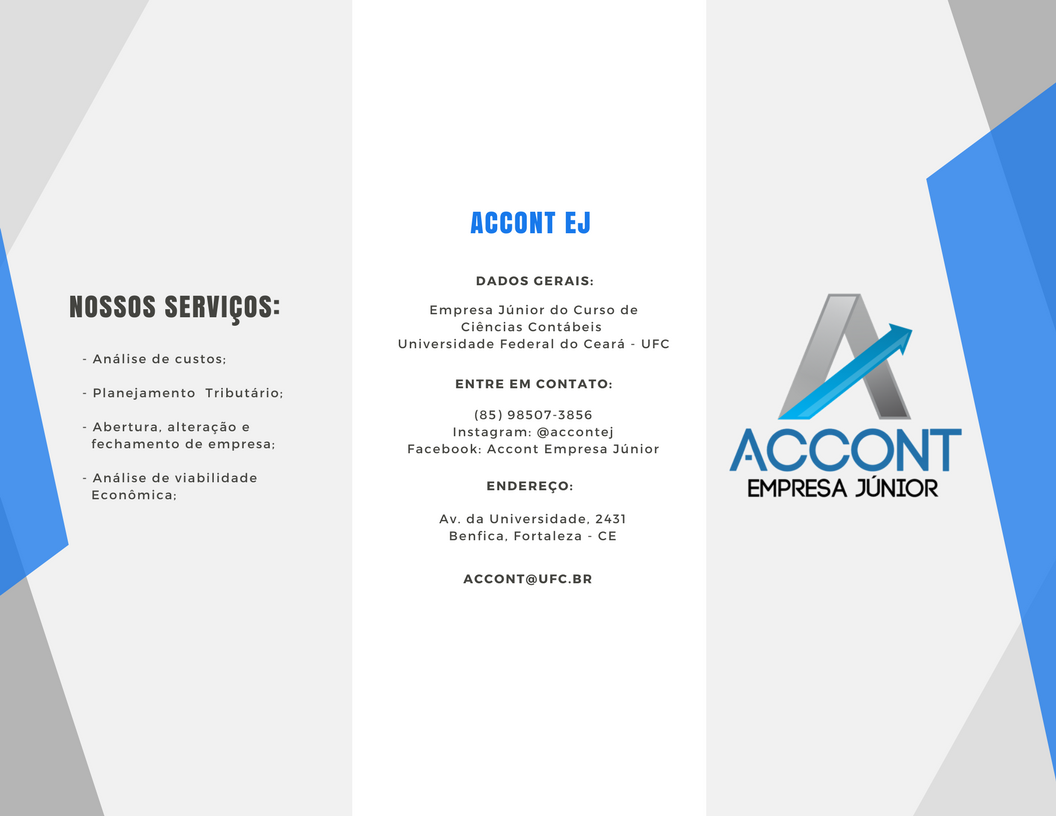 NOSSOS SERVIÇOS:
- Análise de custos;
- Planejamento Tributário;
- Abertura, alteração e
fechamento de empresa;
- Análise de viabilidade
Econômica;
ACCONT EJ
DADOS GERAIS:
Empresa Júnior do Curso de
Ciências Contábeis
Universidade Federal do Ceará - UFC
ENTRE EM CONTATO:
(85) 98507-3856
Instagram: @accontej
Facebook: Accont Empresa Júnior
ENDEREÇO:
Av. da Universidade, 2431
Benfica, Fortaleza - CE
ACCONT@UFC.BR
ACCONT
EMPRESA JÚNIOR